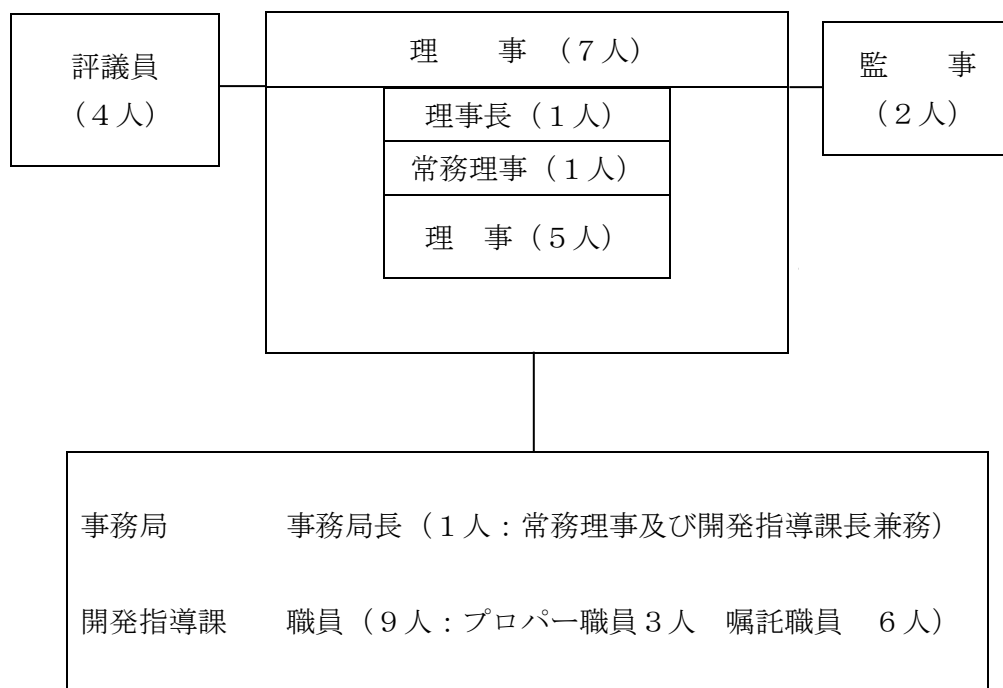 評議員
（４人）
理　　事　（７人）
理事長（１人）
常務理事（１人）
理　事（５人）
監　　事
（２人）
事務局　　　　事務局長（１人：常務理事及び開発指導課長兼務）
開発指導課　　職員（９人：プロパー職員３人　嘱託職員　６人）